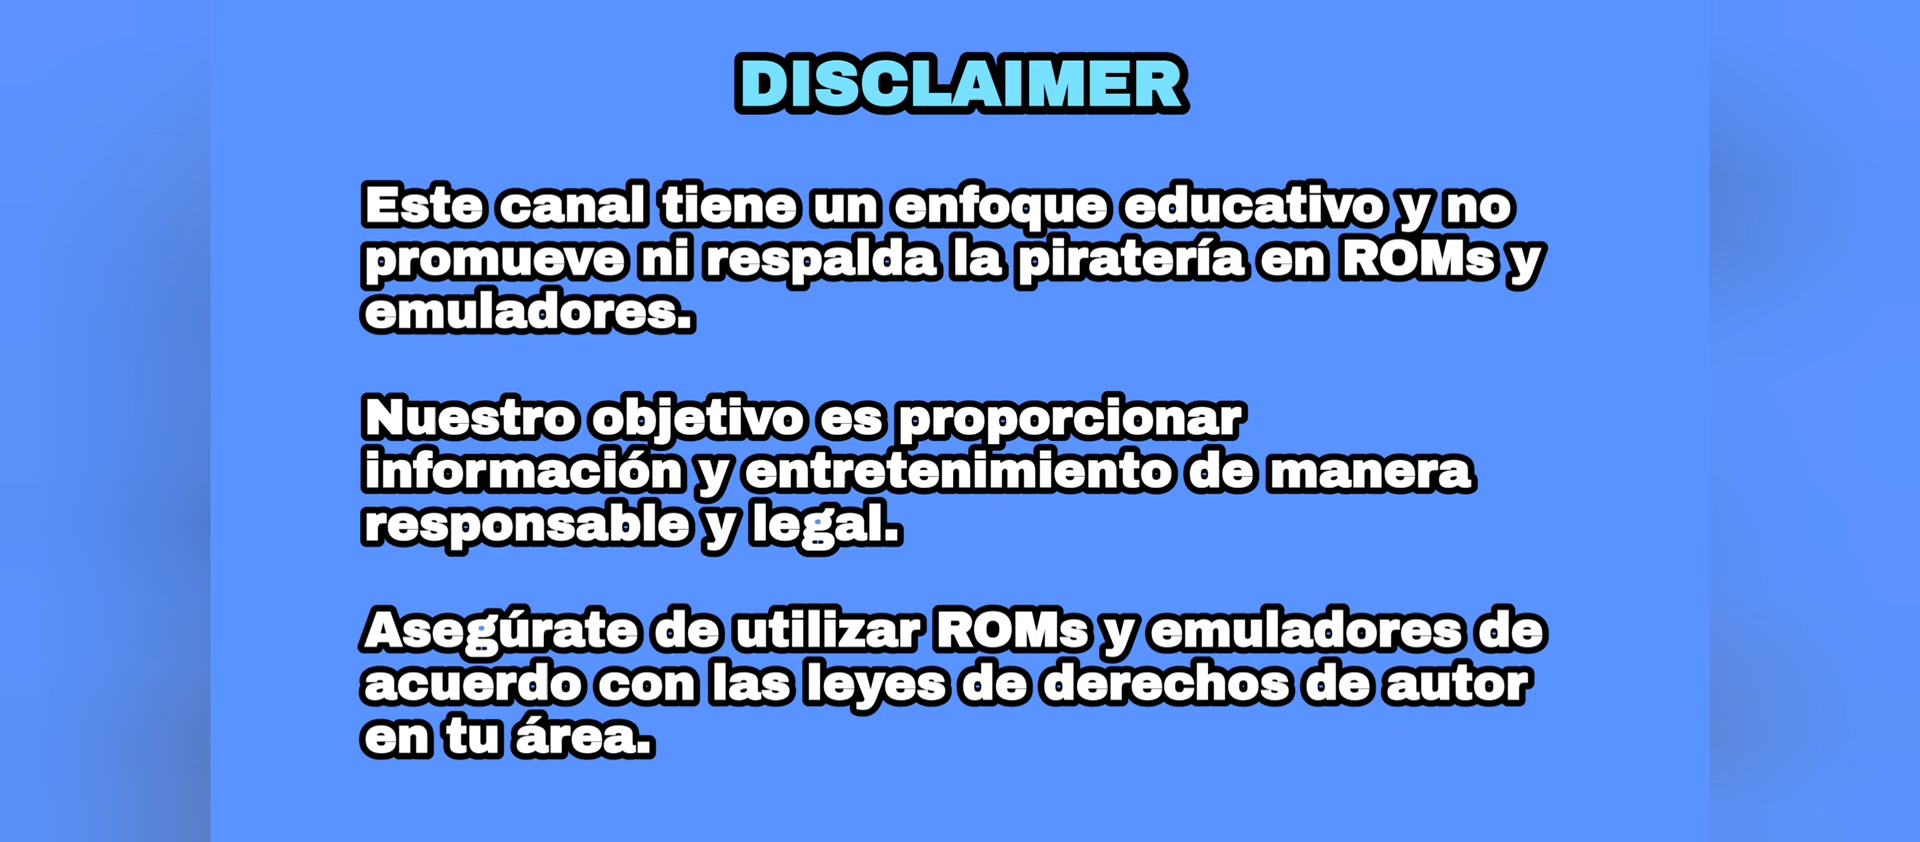 DISCLAIMER
Este canal tiene un enfoque educativo y no
promueve ni respalda la piratería en ROMs y
emuladores.
Nuestro objetivo es proporcionar
información y entretenimiento de manera
responsable y legal.
Asegúrate de utilizar ROMs y emuladores de
acuerdo con las leyes de derechos de autor
en tu área.